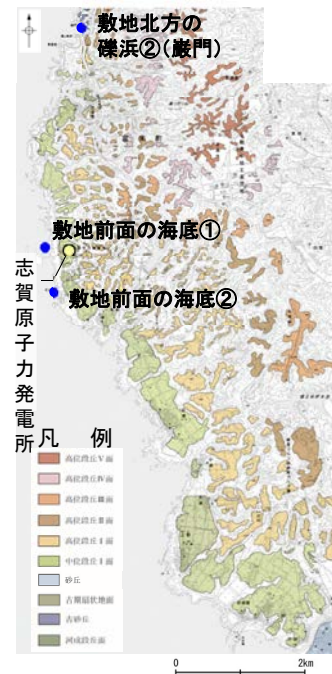 敷地北方の
礫浜②(巌門)
敷地前面の海底①
敷地前面の海底②
志賀原子力発電所
凡 例
高位段丘Ⅴ面
高位段丘Ⅳ面
高位段丘Ⅲ面
高位段丘Ⅱ面
高位段丘Ⅰ面
中位段丘Ⅰ面
砂丘
古期扇状地面
古砂丘
河成段丘面
0 2km